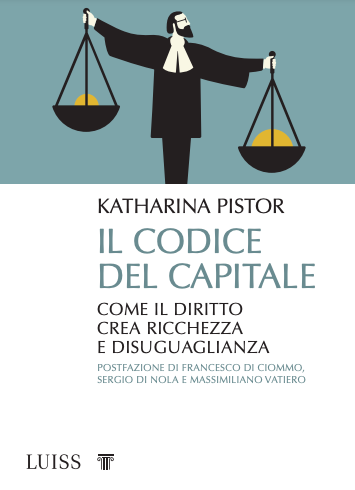 KATHARINA PISTOR
IL CODICE
DEL CAPITALE
COME IL DIRITTO
CREA RICCHEZZA
E DISUGUAGLIANZA
POSTFAZIONE DI FRANCESCO DI CIOMMO,
SERGIO DI NOLA E MASSIMILIANO VATIERO
LUISS